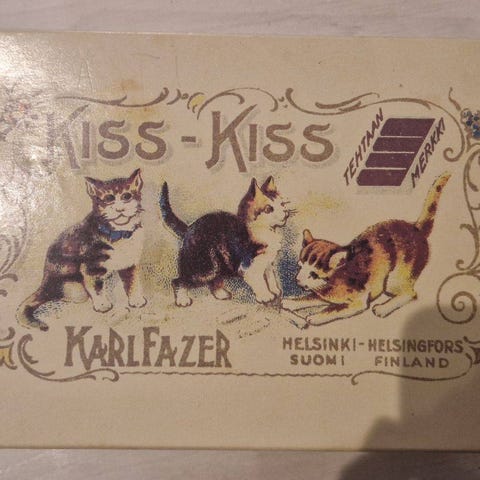 KISS-KISS
TEHTAAN
MERKKI
KARL FAZER
HELSINKI-HELSINGFORS
SUOMI FINLAND